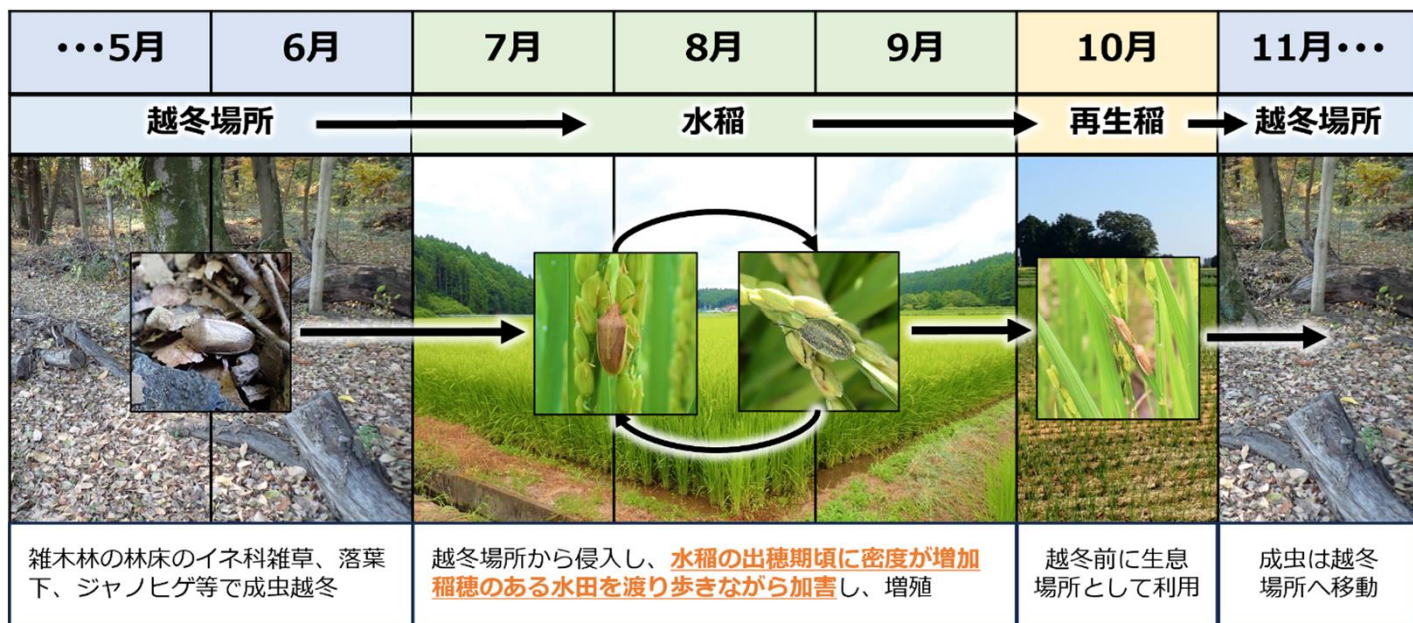 ･･･5月
6月
7月
8月
9月
10月
11月･･･
越冬場所
水稲
再生稲
越冬場所
雑木林の林床のイネ科雑草、落葉
下、ジャノヒゲ等で成虫越冬
越冬場所から侵入し、水稲の出穂期頃に密度が増加
稲穂のある水田を渡り歩きながら加害し、増殖
越冬前に生息
場所として利用
成虫は越冬
場所へ移動